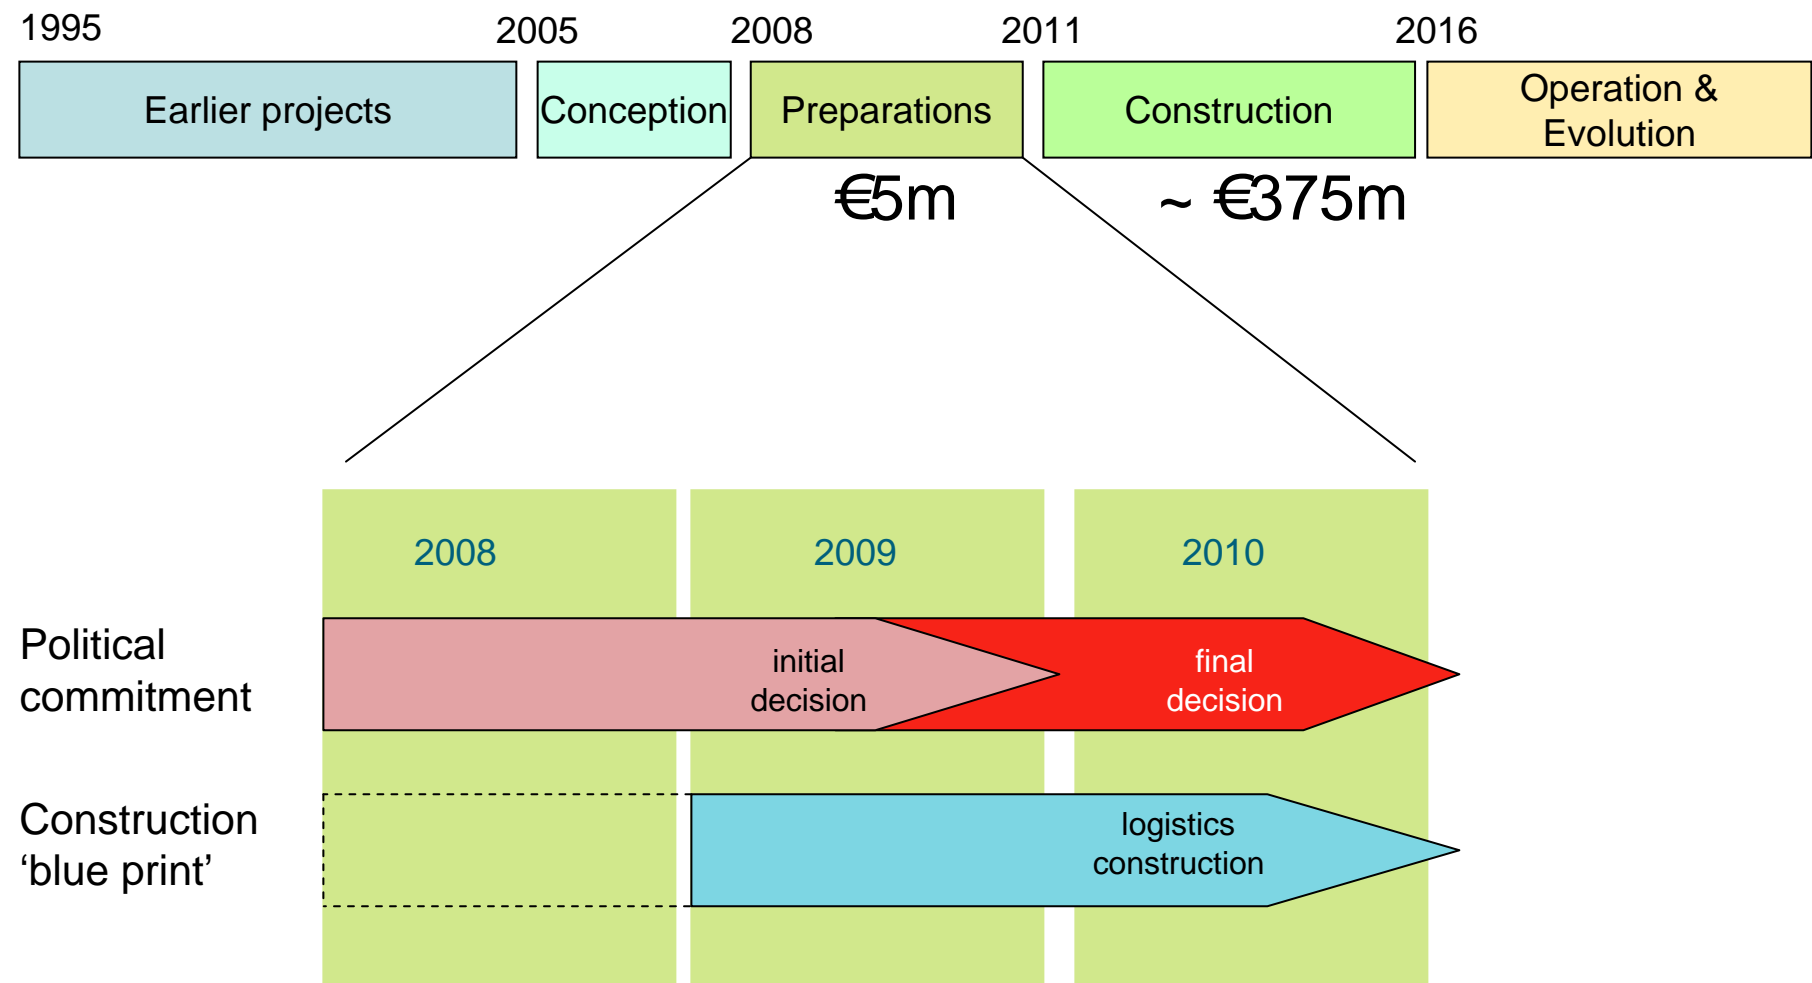 1995
2005
2008
2011
2016
Earlier projects
Conception
Preparations
Construction
Operation &
Evolution
€5m
~ €375m
2008
2009
2010
Political
commitment
initial
decision
final
decision
Construction
‘blue print’
logistics
construction